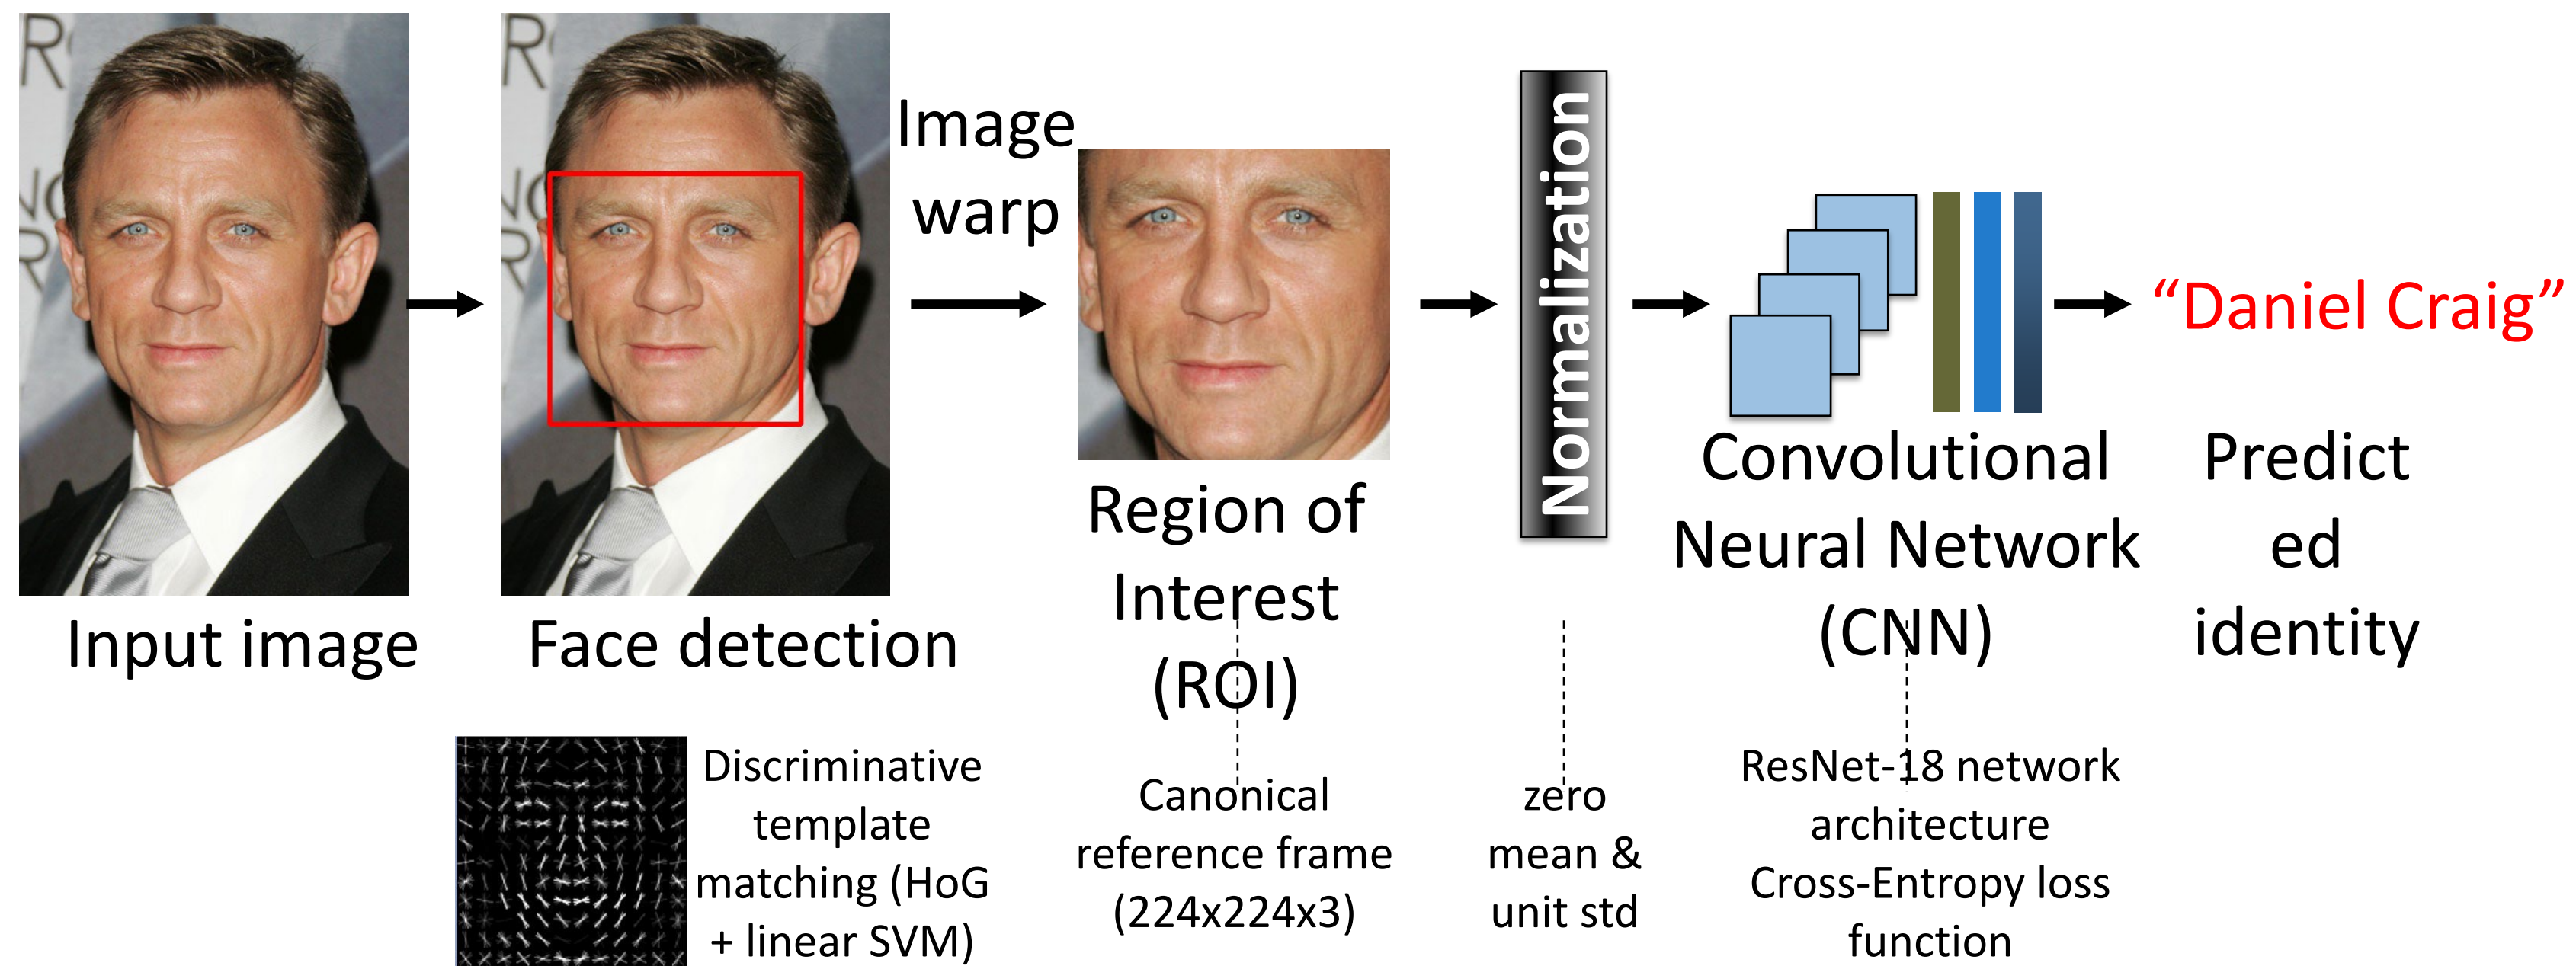 Input image
Face detection
Image
warp
Region of
Interest
(ROI)
Normalization
Convolutional
Neural Network
(CNN)
“Daniel Craig”
Predict
ed
identity
Discriminative
template
matching (HoG
+ linear SVM)
Canonical
reference frame
(224x224x3)
zero
mean &
unit std
ResNet-18 network
architecture
Cross-Entropy loss
function